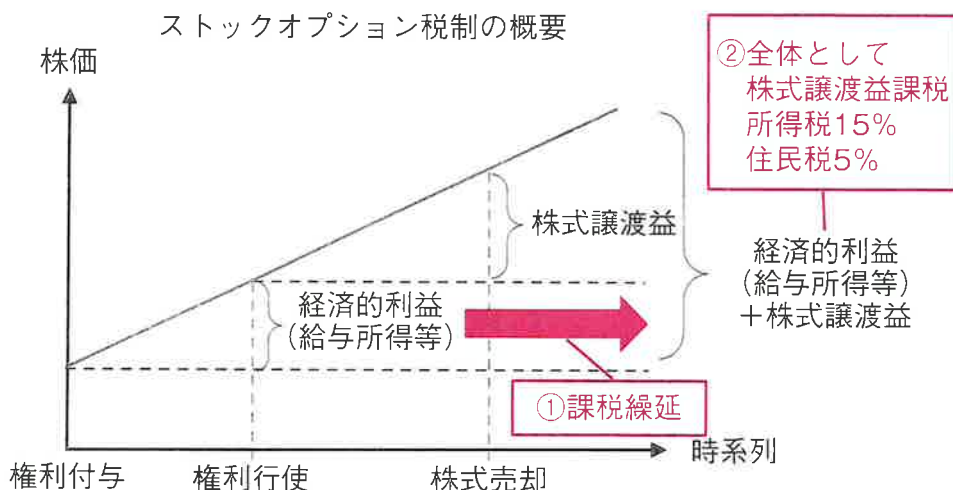 ストックオプション税制の概要
株価
②全体として
株式譲渡益課税
所得税15%
住民税5%
株式譲渡益
経済的利益
(給与所得等)
+株式譲渡益
経済的利益
(給与所得等)
①課税繰延
時系列
権利付与
権利行使
株式売却